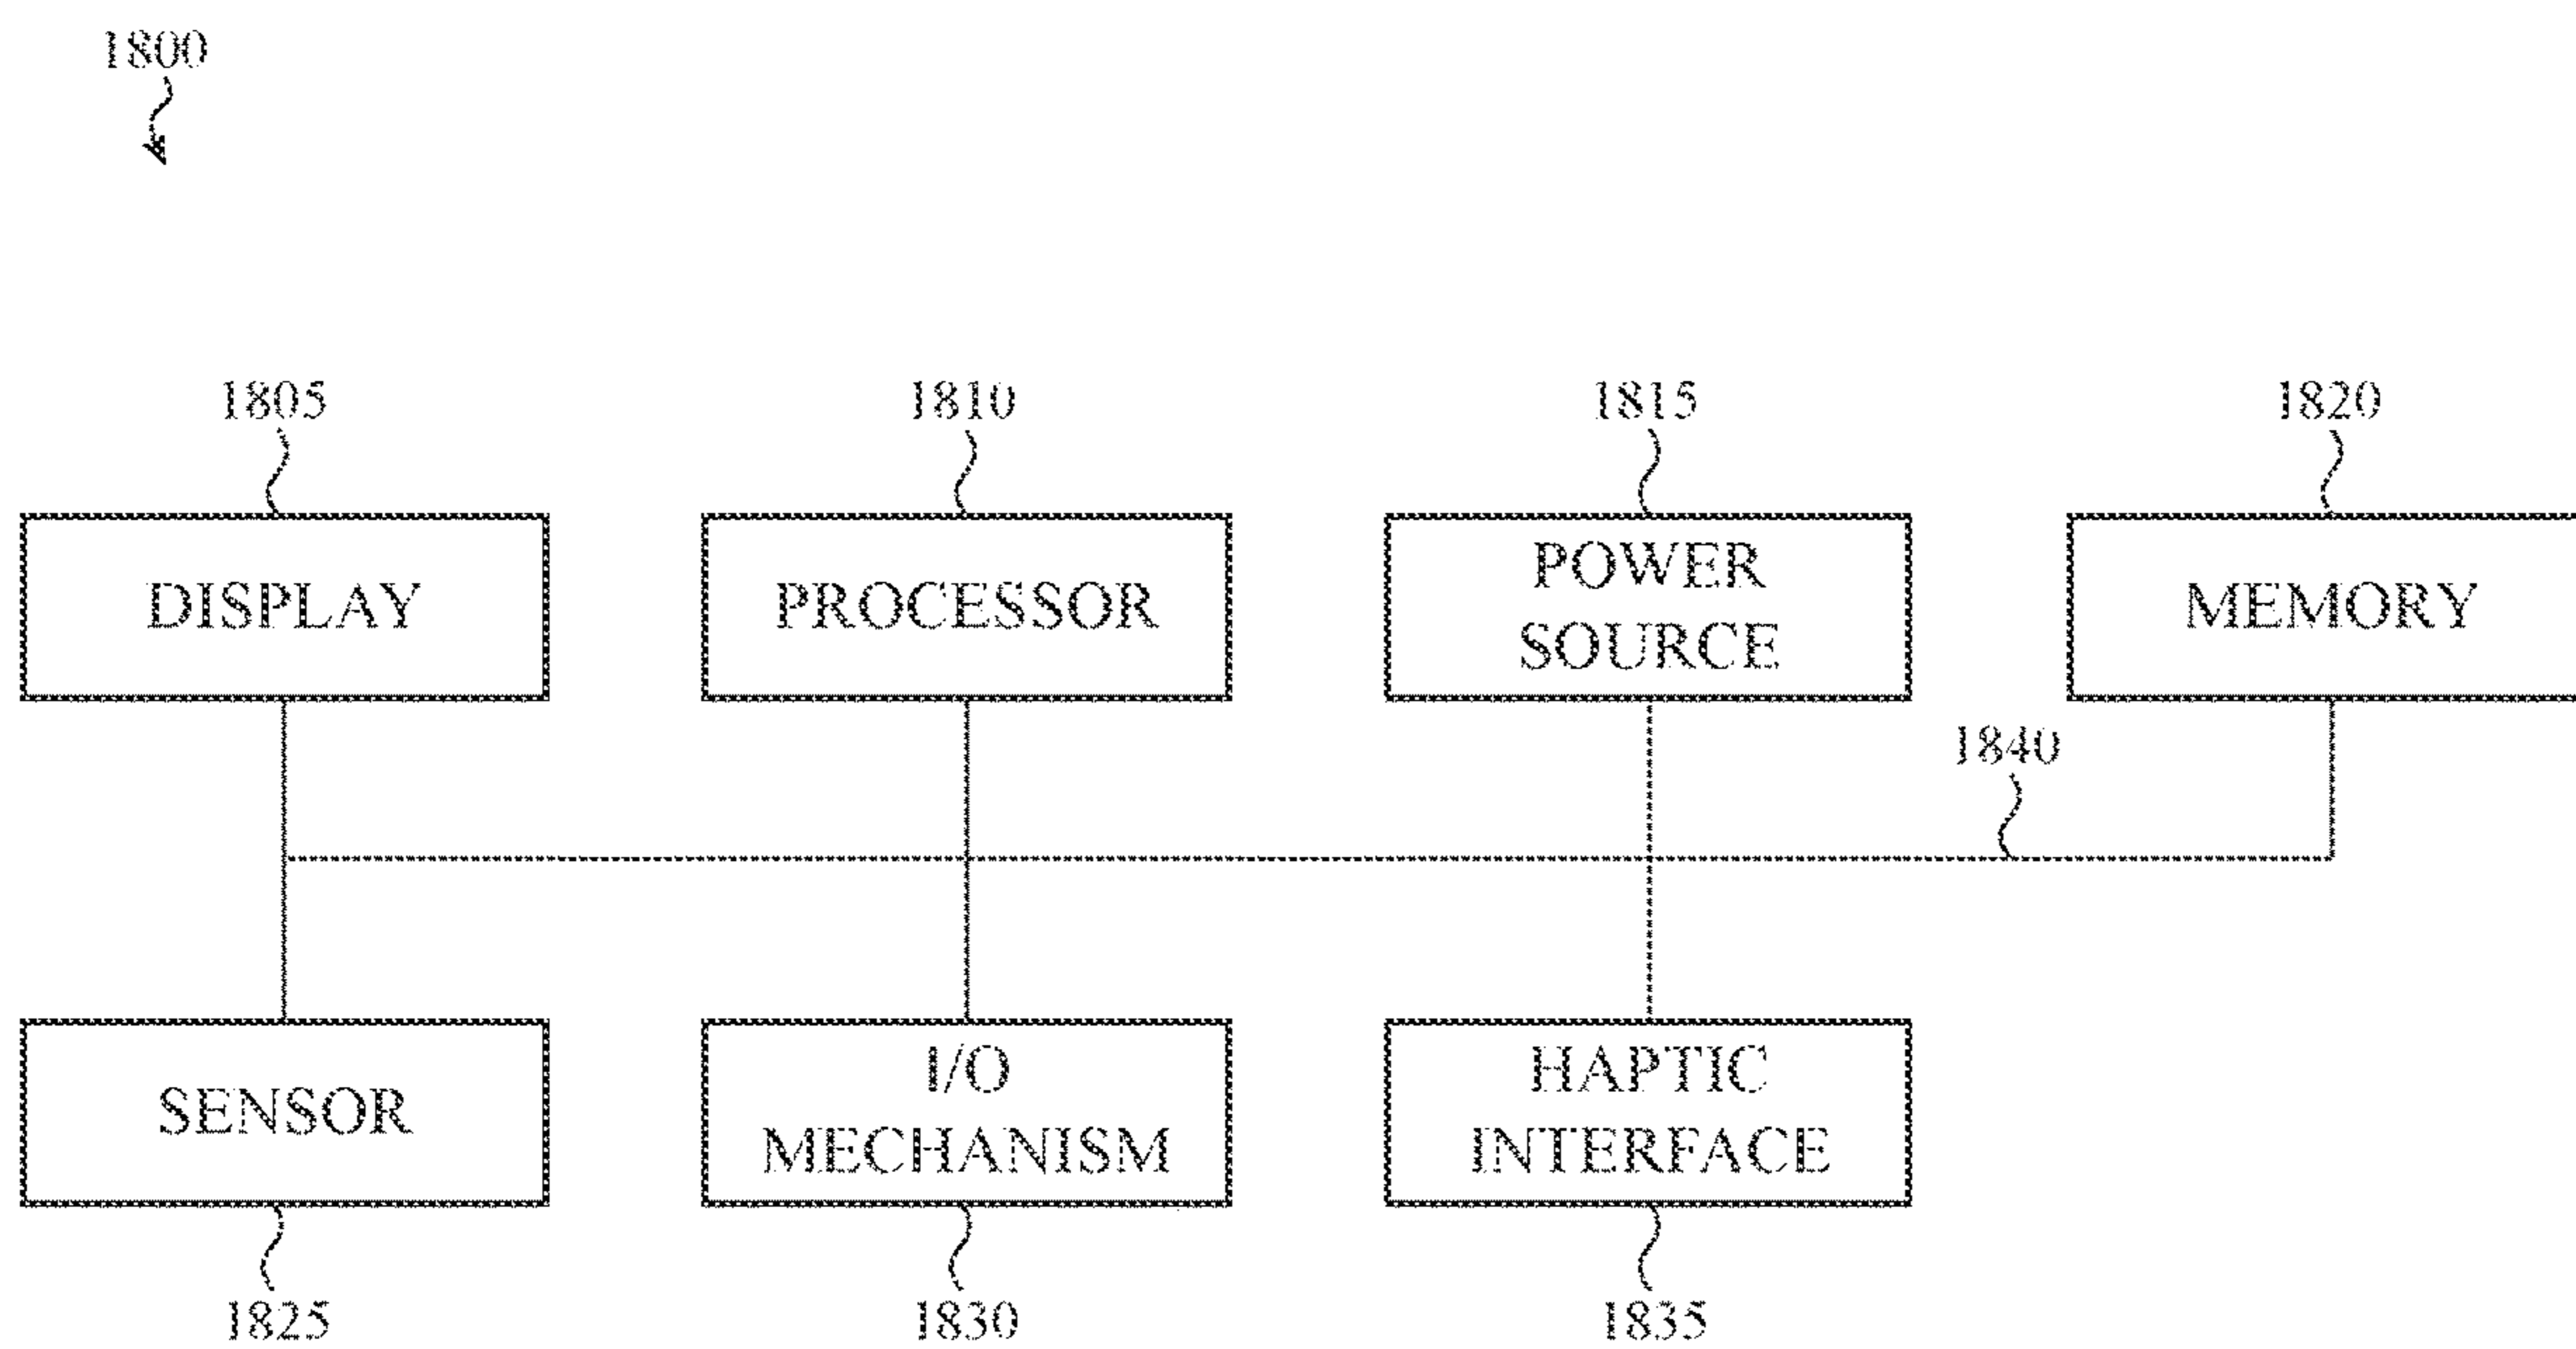 1800
1805
1810
1815
1820
DISPLAY
PROCESSOR
POWER
SOURCE
MEMORY
1840
SENSOR
I/O
MECHANISM
HAPTIC
INTERFACE
1825
1830
1835